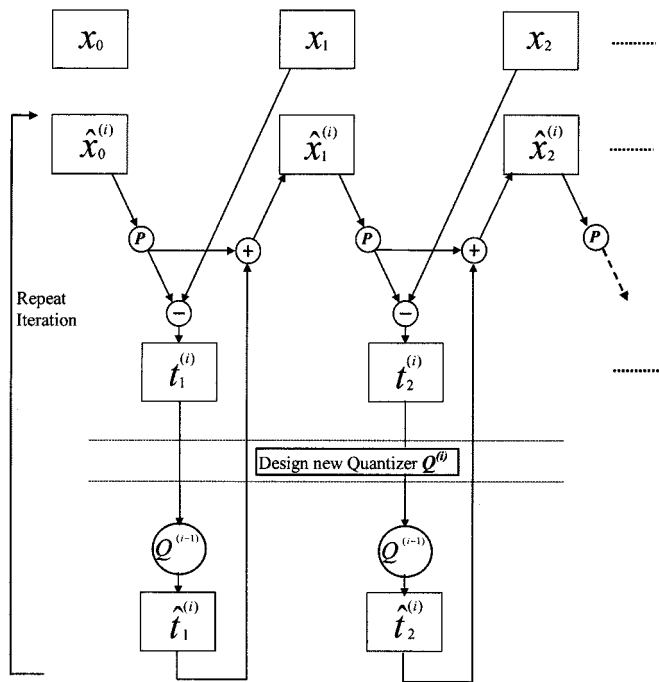 x₀ x₁ x₂
x̂₀⁽ⁱ⁾ x̂₁⁽ⁱ⁾ x̂₂⁽ⁱ⁾
P + P + P
Repeat
Iteration
− −
t₁⁽ⁱ⁾ t₂⁽ⁱ⁾
Design new Quantizer Q⁽ⁱ⁾
Q⁽ⁱ⁻¹⁾ Q⁽ⁱ⁻¹⁾
t̂₁⁽ⁱ⁾ t̂₂⁽ⁱ⁾